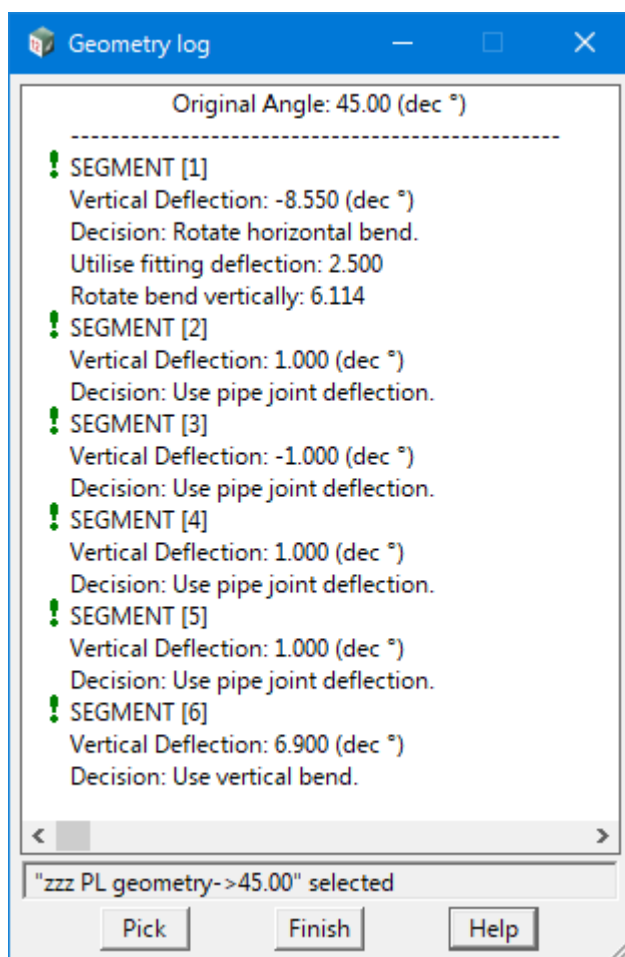 Geometry log
Original Angle: 45.00 (dec °)
-------------------------------------------------
SEGMENT [1]
Vertical Deflection: -8.550 (dec °)
Decision: Rotate horizontal bend.
Utilise fitting deflection: 2.500
Rotate bend vertically: 6.114
SEGMENT [2]
Vertical Deflection: 1.000 (dec °)
Decision: Use pipe joint deflection.
SEGMENT [3]
Vertical Deflection: -1.000 (dec °)
Decision: Use pipe joint deflection.
SEGMENT [4]
Vertical Deflection: 1.000 (dec °)
Decision: Use pipe joint deflection.
SEGMENT [5]
Vertical Deflection: 1.000 (dec °)
Decision: Use pipe joint deflection.
SEGMENT [6]
Vertical Deflection: 6.900 (dec °)
Decision: Use vertical bend.
"zzz PL geometry->45.00" selected
Pick Finish Help